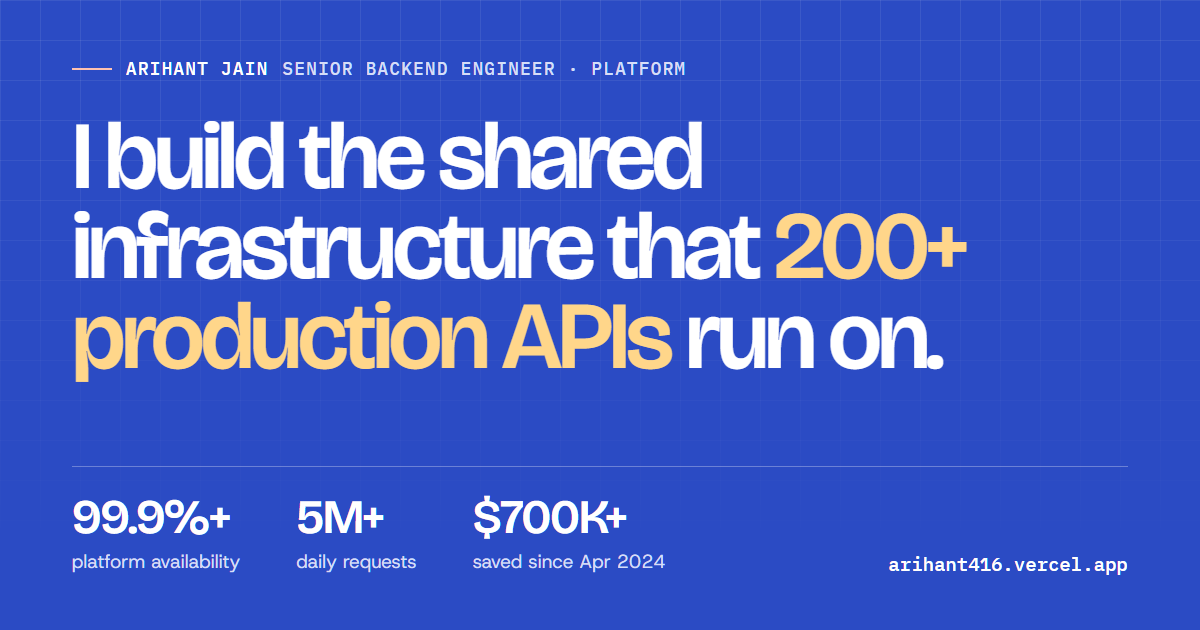 ARIHANT JAIN SENIOR BACKEND ENGINEER · PLATFORM
I build the shared
infrastructure that 200+
production APIs run on.
99.9%+ 5M+ $700K+
platform availability daily requests saved since Apr 2024
arihant416.vercel.app